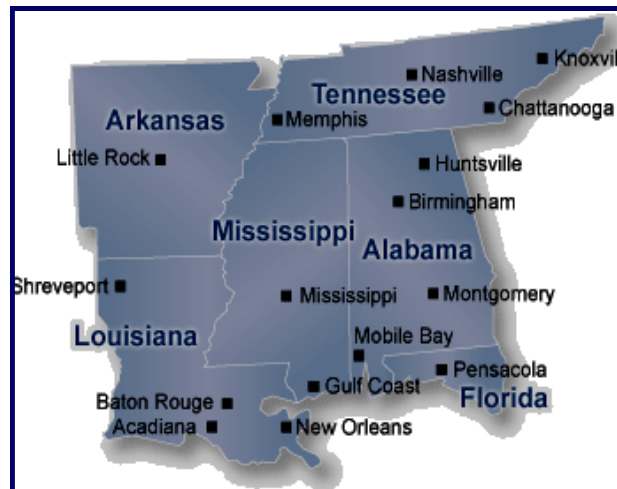 Knoxvil
Nashville
Tennessee
Chattanooga
Arkansas
Memphis
Little Rock
Huntsville
Birmingham
Mississippi
Alabama
Shreveport
Mississippi
Montgomery
Louisiana
Mobile Bay
Pensacola
Gulf Coast
Florida
Baton Rouge
Acadiana
New Orleans